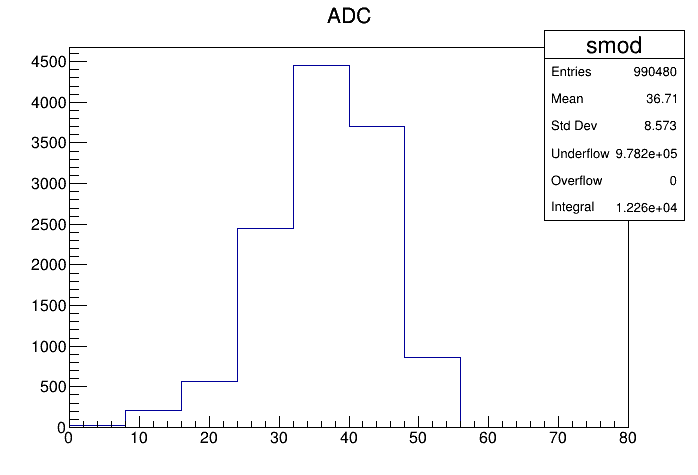 ADC
smod
Entries 990480
Mean 36.71
Std Dev 8.573
Underflow 9.782e+05
Overflow 0
Integral 1.226e+04
4500
4000
3500
3000
2500
2000
1500
1000
500
0
0 10 20 30 40 50 60 70 80